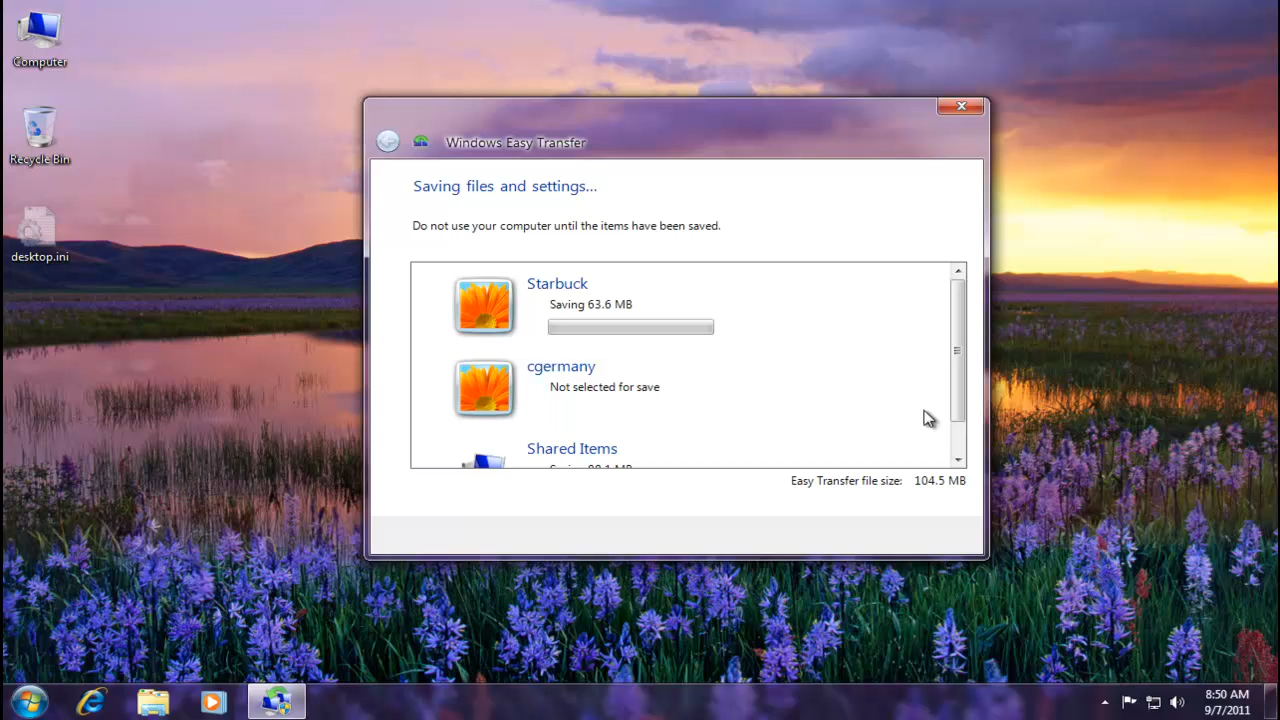 Computer
Recycle Bin
desktop.ini
Windows Easy Transfer
Saving files and settings...
Do not use your computer until the items have been saved.
Starbuck
Saving 63.6 MB
cgermany
Not selected for save
Shared Items
Easy Transfer file size: 104.5 MB
8:50 AM
9/7/2011